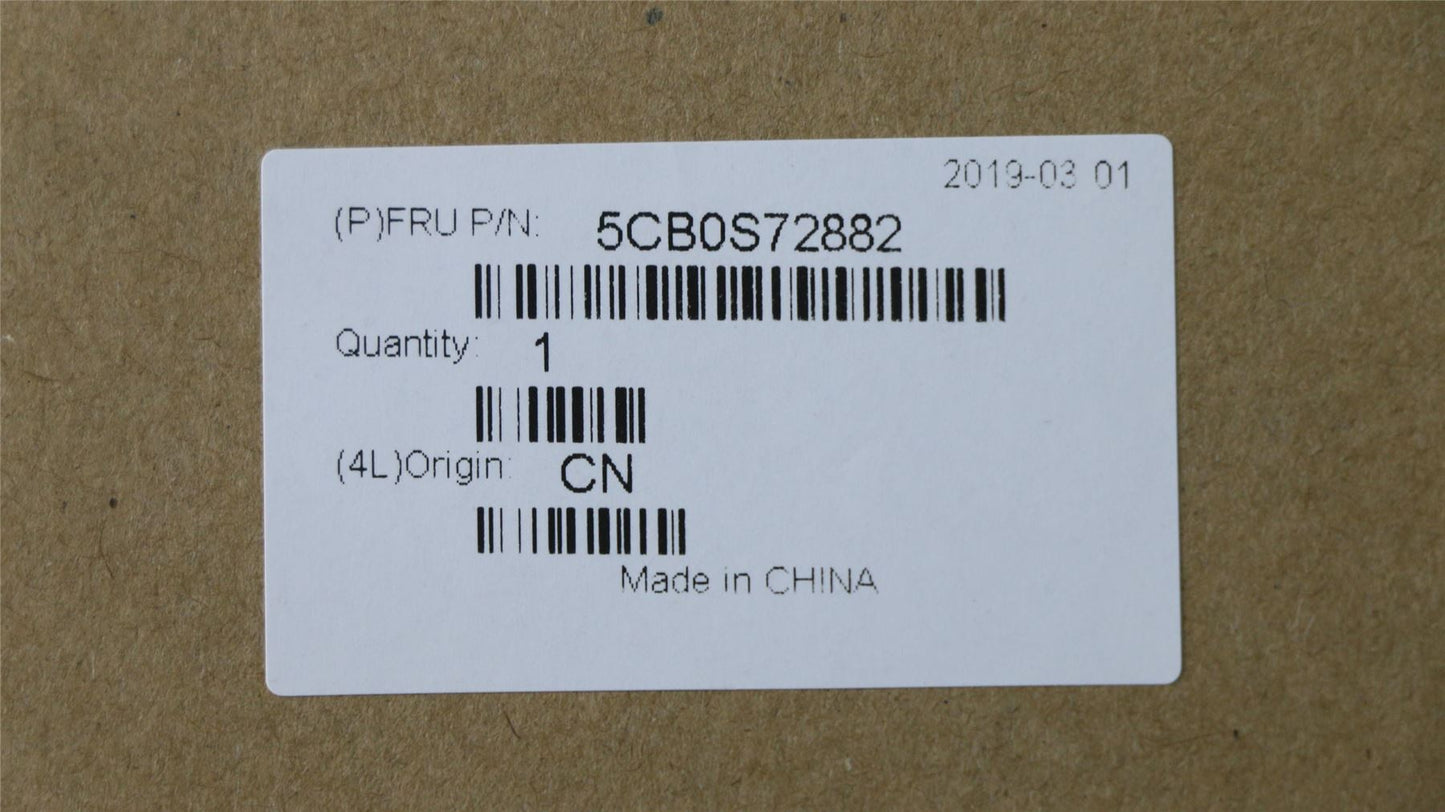 2019-03 01
(P)FRU P/N: 5CB0S72882
Quantity: 1
(4L)Origin: CN
Made in CHINA